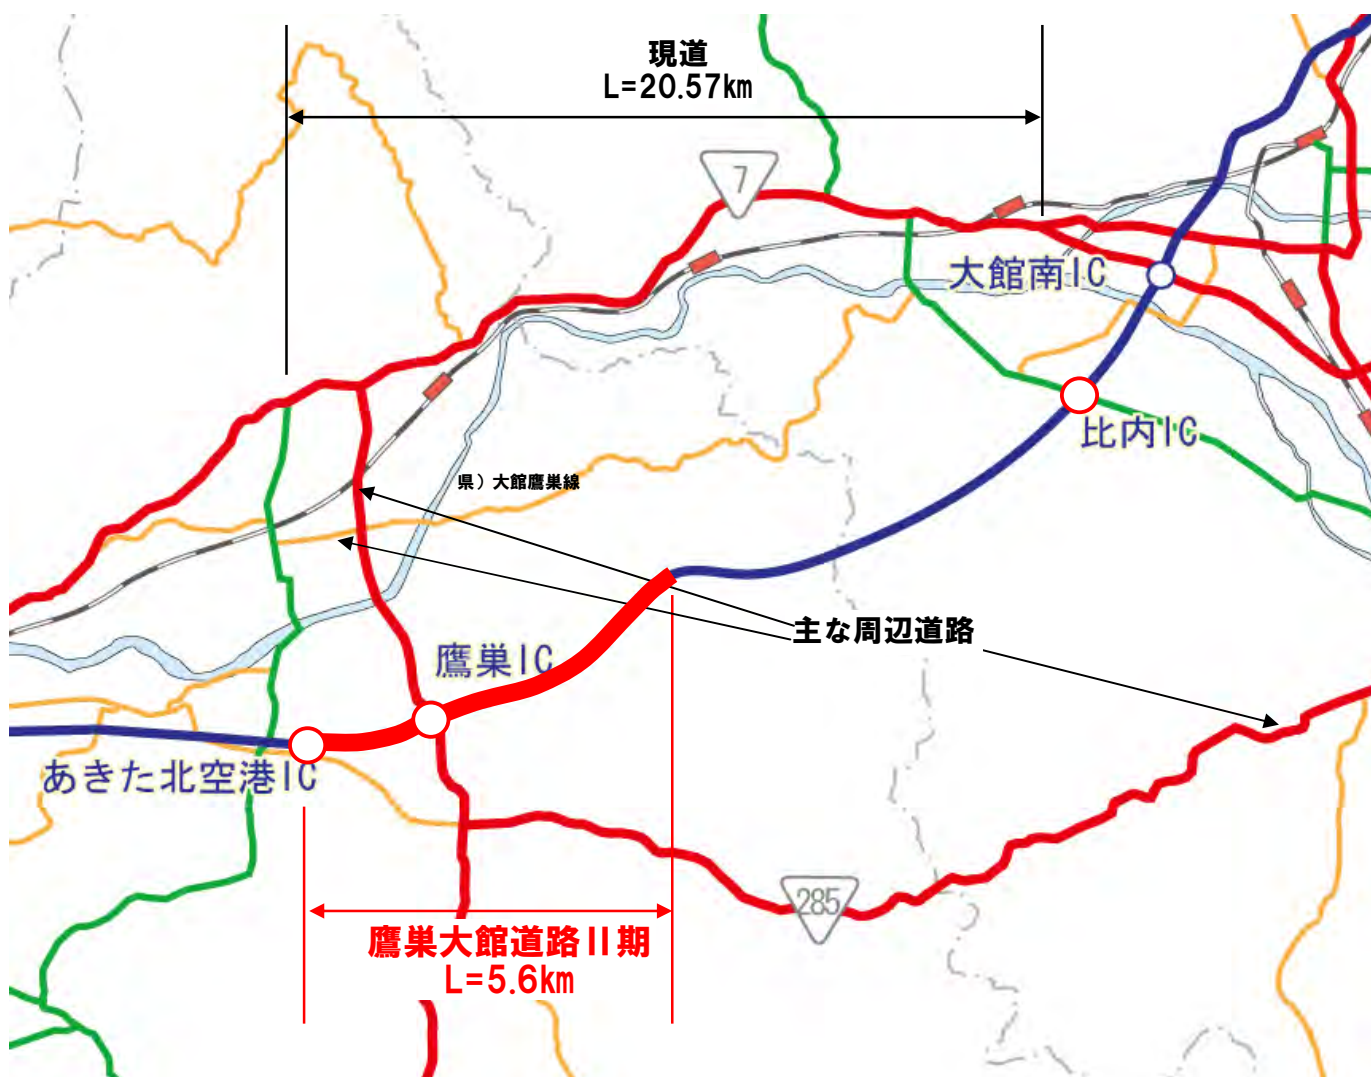 現道
L=20.57km
7
大館南IC
比内IC
県）大館鷹巣線
主な周辺道路
鷹巣IC
あきた北空港IC
285
鷹巣大館道路Ⅱ期
L=5.6km